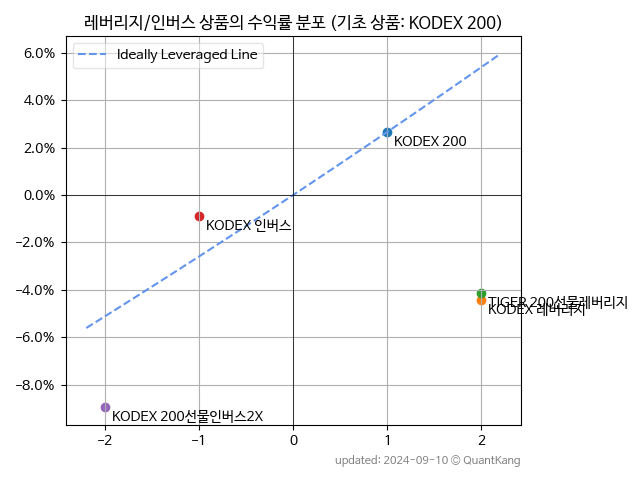 레버리지/인버스 상품의 수익률 분포 (기초 상품: KODEX 200)
6.0%
Ideally Leveraged Line
4.0%
KODEX 200
2.0%
0.0%
KODEX 인버스
−2.0%
−4.0%
TIGER 200선물레버리지
KODEX 레버리지
−6.0%
−8.0%
KODEX 200선물인버스2X
−2 −1 0 1 2
updated: 2024-09-10 © QuantKang